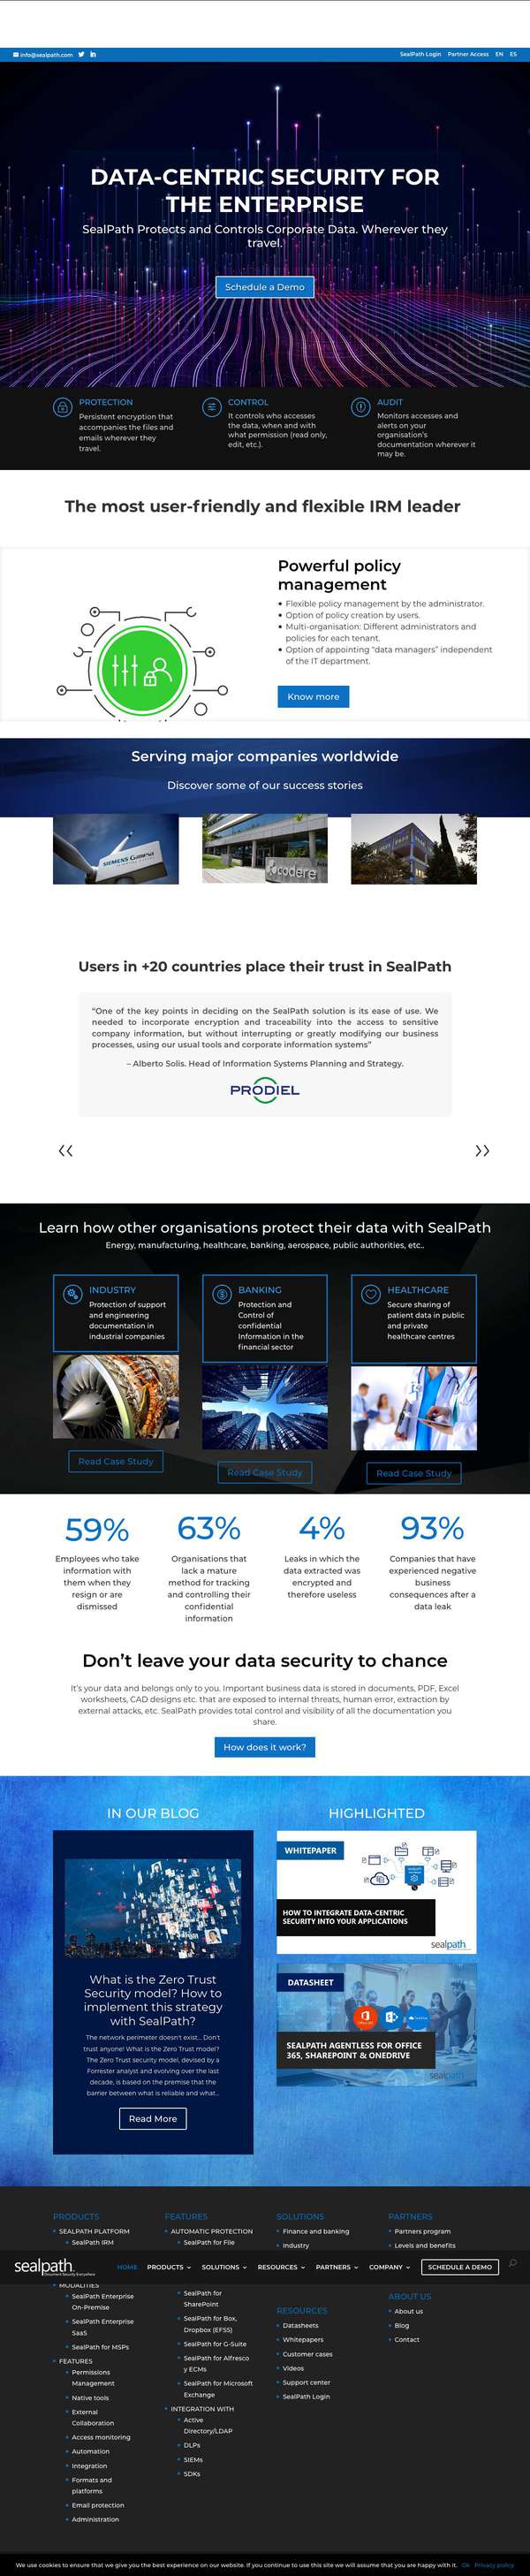 info@sealpath.com
SealPath Login Partner Access EN ES
DATA-CENTRIC SECURITY FOR
THE ENTERPRISE
SealPath Protects and Controls Corporate Data. Wherever they
travel.
Schedule a Demo
PROTECTION
Persistent encryption that
accompanies the files and
emails wherever they
travel.
CONTROL
It controls who accesses
the data, when and with
what permission (read only,
edit, etc.).
AUDIT
Monitors accesses and
alerts on your
organisation's
documentation wherever it
may be.
The most user-friendly and flexible IRM leader
Powerful policy
management
Flexible policy management by the administrator.
Option of policy creation by users.
Multi-organisation: Different administrators and
policies for each tenant.
Option of appointing "data managers" independent
of the IT department.
Know more
Serving major companies worldwide
Discover some of our success stories
SIEMENS Gamesa
codere
Users in +20 countries place their trust in SealPath
"One of the key points in deciding on the SealPath solution is its ease of use. We
needed to incorporate encryption and traceability into the access to sensitive
company information, but without interrupting or greatly modifying our business
processes, using our usual tools and corporate information systems"
– Alberto Solis. Head of Information Systems Planning and Strategy.
PRODIEL
Learn how other organisations protect their data with SealPath
Energy, manufacturing, healthcare, banking, aerospace, public authorities, etc..
INDUSTRY
Protection of support
and engineering
documentation in
industrial companies
Read Case Study
BANKING
Protection and
Control of
confidential
Information in the
financial sector
Read Case Study
HEALTHCARE
Secure sharing of
patient data in public
and private
healthcare centres
Read Case Study
59%
Employees who take
information with
them when they
resign or are
dismissed
63%
Organisations that
lack a mature
method for tracking
and controlling their
confidential
information
4%
Leaks in which the
data extracted was
encrypted and
therefore useless
93%
Companies that have
experienced negative
business
consequences after a
data leak
Don't leave your data security to chance
It's your data and belongs only to you. Important business data is stored in documents, PDF, Excel
worksheets, CAD designs etc. that are exposed to internal threats, human error, extraction by
external attacks, etc. SealPath provides total control and visibility of all the documentation you
share.
How does it work?
IN OUR BLOG
What is the Zero Trust
Security model? How to
implement this strategy
with SealPath?
The network perimeter doesn't exist... Don't
trust anyone! What is the Zero Trust model?
The Zero Trust security model, devised by a
Forrester analyst and evolving over the last
decade, is based on the premise that the
barrier between what is reliable and what...
Read More
HIGHLIGHTED
WHITEPAPER
HOW TO INTEGRATE DATA-CENTRIC
SECURITY INTO YOUR APPLICATIONS
sealpath
DATASHEET
SEALPATH AGENTLESS FOR OFFICE
365, SHAREPOINT & ONEDRIVE
sealpath
PRODUCTS
SEALPATH PLATFORM
SealPath IRM
FEATURES
AUTOMATIC PROTECTION
SealPath for File
SOLUTIONS
Finance and banking
Industry
PARTNERS
Partners program
Levels and benefits
sealpath
HOME PRODUCTS SOLUTIONS RESOURCES PARTNERS COMPANY SCHEDULE A DEMO
MODALITIES
SealPath Enterprise
On-Premise
SealPath Enterprise
SaaS
SealPath for MSPs
FEATURES
Permissions
Management
Native tools
External
Collaboration
Access monitoring
Automation
Integration
Formats and
platforms
Email protection
Administration
SealPath for
SharePoint
SealPath for Box,
Dropbox (EFSS)
SealPath for G-Suite
SealPath for Alfresco
y ECMs
SealPath for Microsoft
Exchange
INTEGRATION WITH
Active
Directory/LDAP
DLPs
SIEMs
SDKs
RESOURCES
Datasheets
Whitepapers
Customer cases
Videos
Support center
SealPath Login
ABOUT US
About us
Blog
Contact
We use cookies to ensure that we give you the best experience on our website. If you continue to use this site we will assume that you are happy with it. Ok Privacy policy